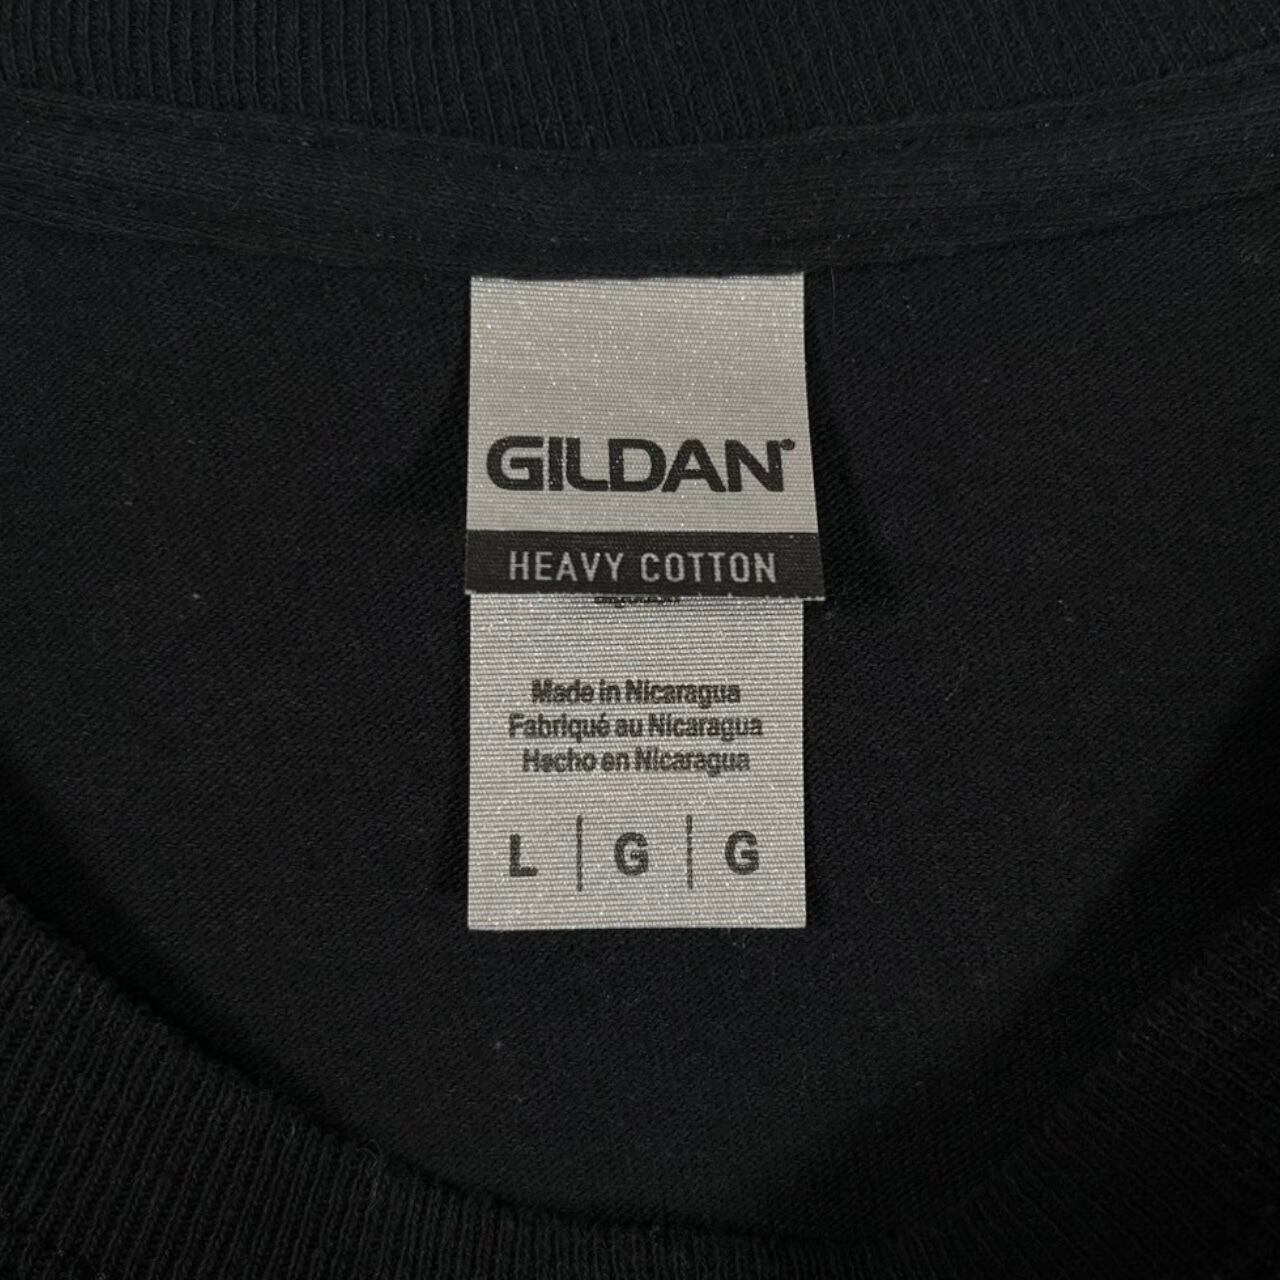 GILDAN®
HEAVY COTTON
Made in Nicaragua
Fabriqué au Nicaragua
Hecho en Nicaragua
L | G | G